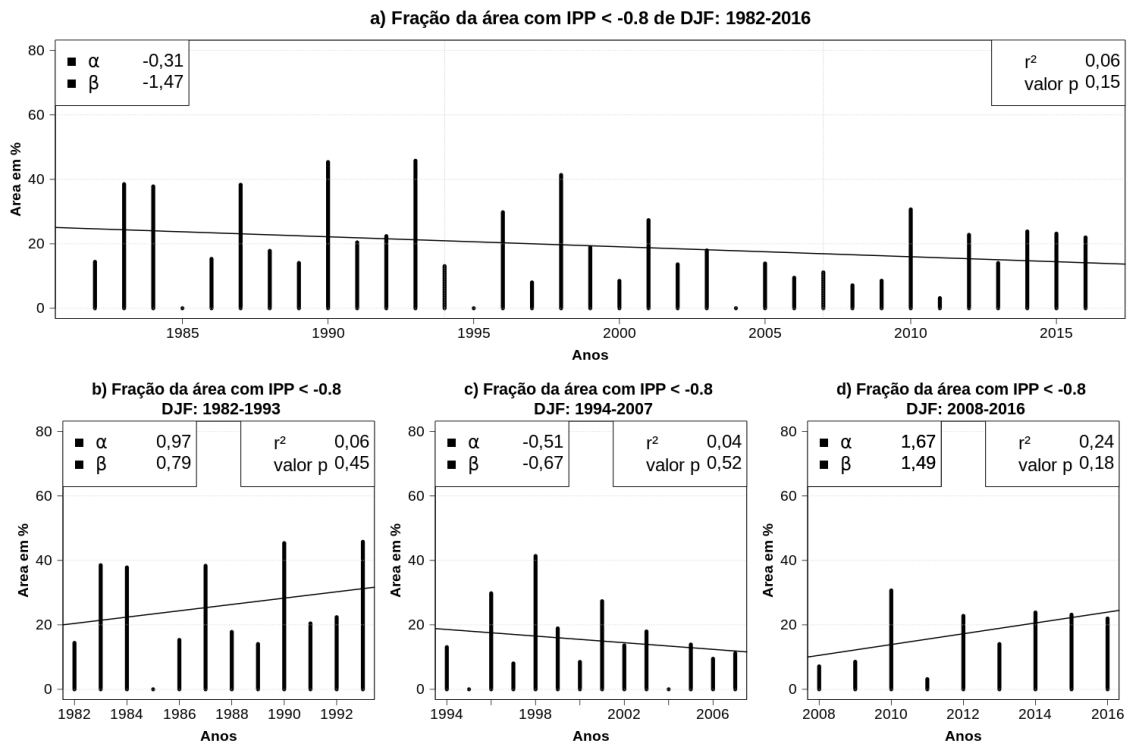 a) Fração da área com IPP < -0.8 de DJF: 1982-2016
α -0,31
β -1,47
r² 0,06
valor p 0,15
Area em %
80
60
40
20
0
1985 1990 1995 2000 2005 2010 2015
Anos
b) Fração da área com IPP < -0.8
DJF: 1982-1993
α 0,97
β 0,79
r² 0,06
valor p 0,45
Area em %
80
60
40
20
0
1982 1984 1986 1988 1990 1992
Anos
c) Fração da área com IPP < -0.8
DJF: 1994-2007
α -0,51
β -0,67
r² 0,04
valor p 0,52
Area em %
80
60
40
20
0
1994 1998 2002 2006
Anos
d) Fração da área com IPP < -0.8
DJF: 2008-2016
α 1,67
β 1,49
r² 0,24
valor p 0,18
Area em %
80
60
40
20
0
2008 2010 2012 2014 2016
Anos